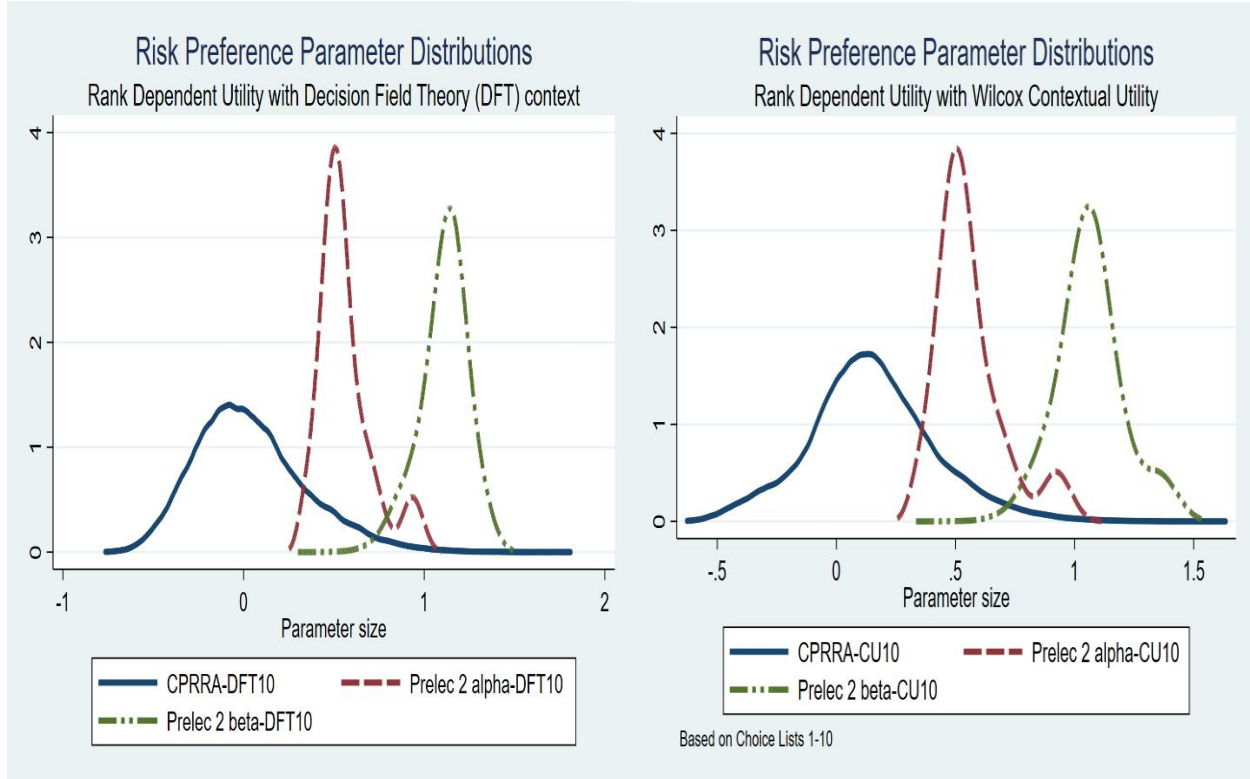 Risk Preference Parameter Distributions
Rank Dependent Utility with Decision Field Theory (DFT) context
4
3
2
1
0
-1 0 1 2
Parameter size
CPRRA-DFT10 Prelec 2 alpha-DFT10
Prelec 2 beta-DFT10
Risk Preference Parameter Distributions
Rank Dependent Utility with Wilcox Contextual Utility
4
3
2
1
0
-.5 0 .5 1 1.5
Parameter size
CPRRA-CU10 Prelec 2 alpha-CU10
Prelec 2 beta-CU10
Based on Choice Lists 1-10